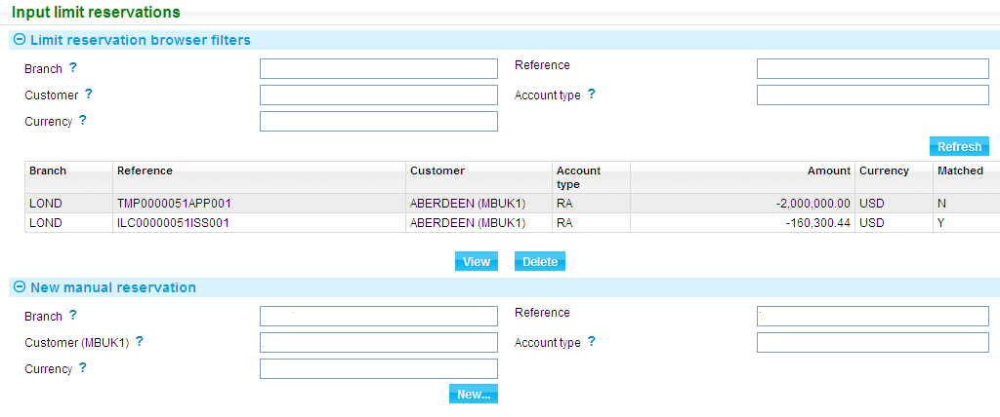 Input limit reservations
Limit reservation browser filters
Branch ? Reference
Customer ? Account type ?
Currency ?
Refresh
Branch Reference Customer Account type Amount Currency Matched
LOND TMP0000051APP001 ABERDEEN (MBUK1) RA -2,000,000.00 USD N
LOND ILC00000051ISS001 ABERDEEN (MBUK1) RA -160,300.44 USD Y
View Delete
New manual reservation
Branch ? Reference
Customer (MBUK1) ? Account type ?
Currency ?
New...